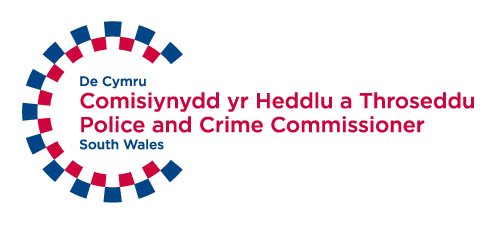 De Cymru
Comisiynydd yr Heddlu a Throseddu
Police and Crime Commissioner
South Wales